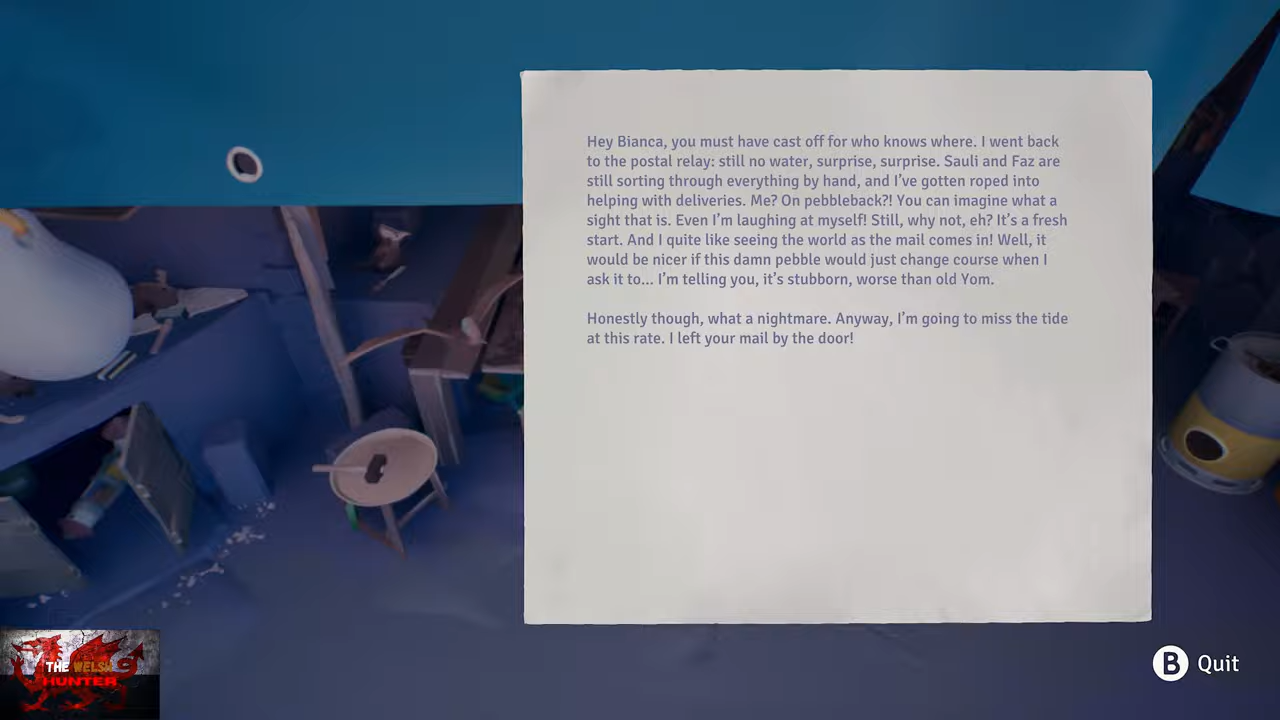 Hey Bianca, you must have cast off for who knows where. I went back
to the postal relay: still no water, surprise, surprise. Sauli and Faz are
still sorting through everything by hand, and I've gotten roped into
helping with deliveries. Me? On pebbleback?! You can imagine what a
sight that is. Even I'm laughing at myself! Still, why not, eh? It's a fresh
start. And I quite like seeing the world as the mail comes in! Well, it
would be nicer if this damn pebble would just change course when I
ask it to... I'm telling you, it's stubborn, worse than old Yom.
Honestly though, what a nightmare. Anyway, I'm going to miss the tide
at this rate. I left your mail by the door!
B Quit
THE WELSH
HUNTER